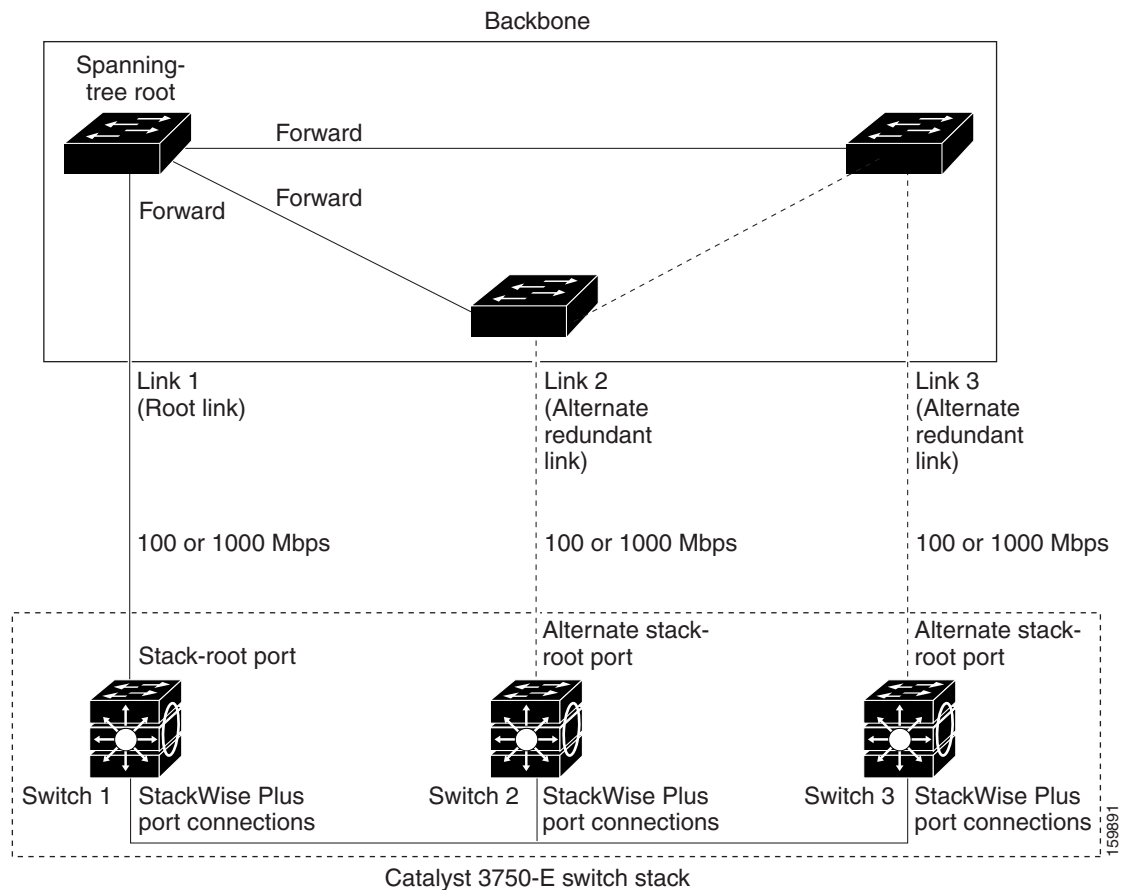 Backbone
Spanning-
tree root
Forward
Forward
Forward
Link 1
(Root link)
Link 2
(Alternate
redundant
link)
Link 3
(Alternate
redundant
link)
100 or 1000 Mbps
100 or 1000 Mbps
100 or 1000 Mbps
Stack-root port
Alternate stack-
root port
Alternate stack-
root port
Switch 1
StackWise Plus
port connections
Switch 2
StackWise Plus
port connections
Switch 3
StackWise Plus
port connections
159891
Catalyst 3750-E switch stack